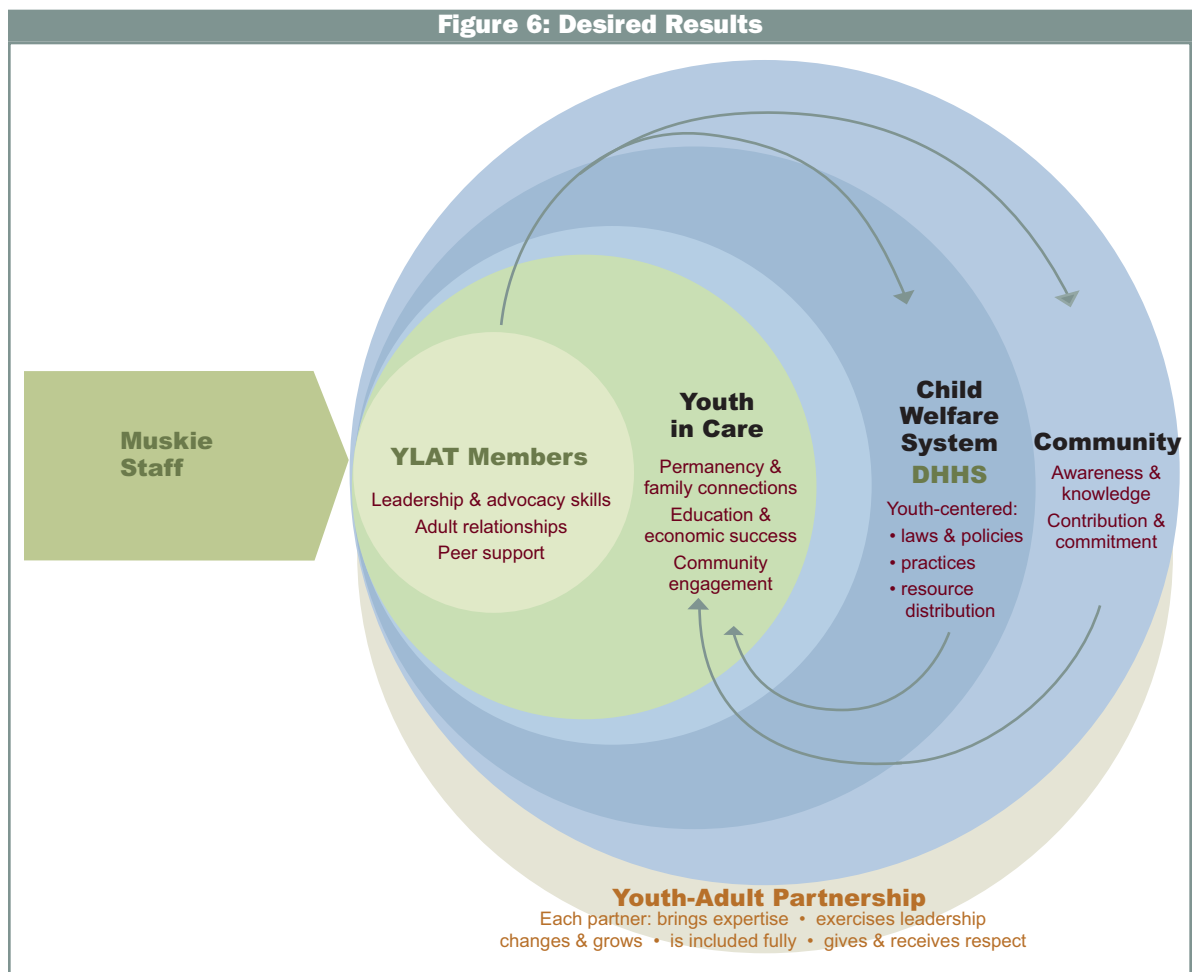 Figure 6: Desired Results
Muskie
Staff
YLAT Members
Leadership & advocacy skills
Adult relationships
Peer support
Youth
in Care
Permanency &
family connections
Education &
economic success
Community
engagement
Child
Welfare
System
DHHS
Youth-centered:
• laws & policies
• practices
• resource
distribution
Community
Awareness &
knowledge
Contribution &
commitment
Youth-Adult Partnership
Each partner: brings expertise • exercises leadership
changes & grows • is included fully • gives & receives respect